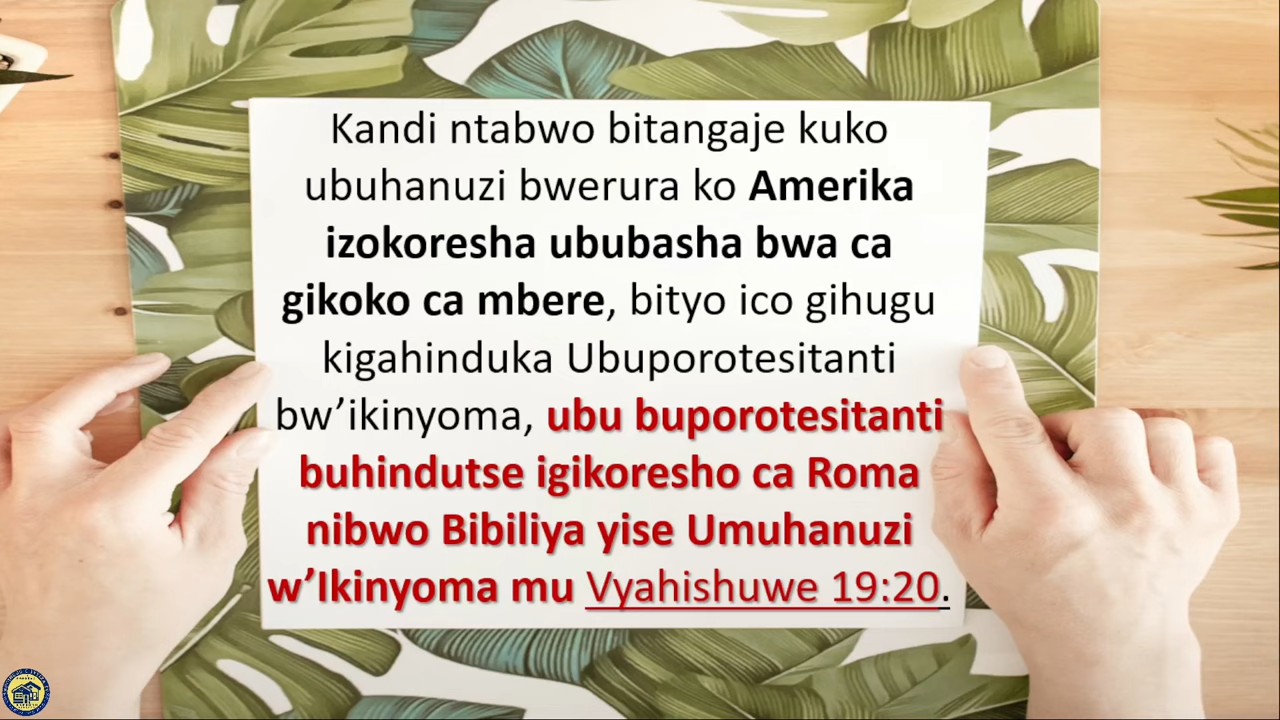 Kandi ntabwo bitangaje kuko
ubuhanuzi bwerura ko Amerika
izokoresha ububasha bwa ca
gikoko ca mbere, bityo ico gihugu
kigahinduka Ubuporotesitanti
bw’ikinyoma, ubu buporotesitanti
buhindutse igikoresho ca Roma
nibwo Bibiliya yise Umuhanuzi
w’Ikinyoma mu Vyahishuwe 19:20.